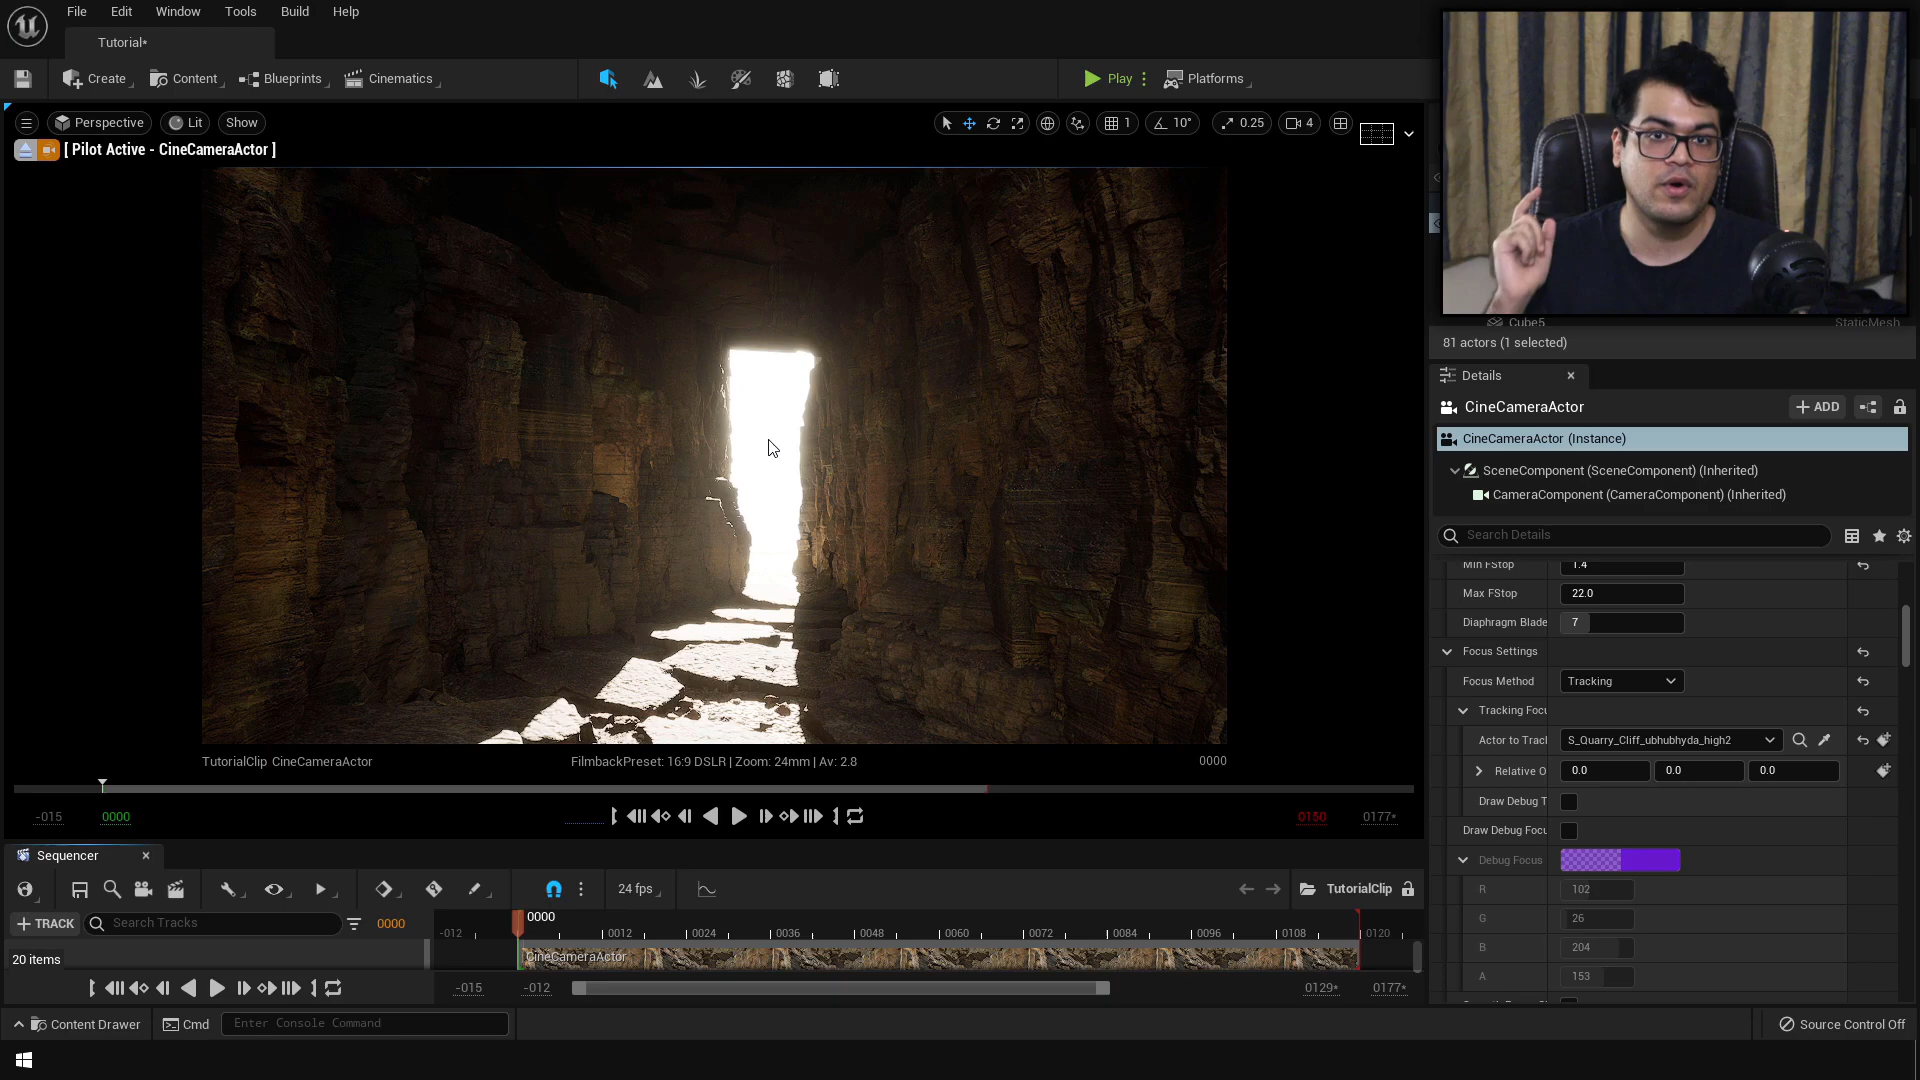 File Edit Window Tools Build Help
Tutorial*
Create Content Blueprints Cinematics Play Platforms
Perspective Lit Show 1 10° 0.25 4
[ Pilot Active - CineCameraActor ]
Cube5 StaticMesh
81 actors (1 selected)
Details
CineCameraActor + ADD
CineCameraActor (Instance)
SceneComponent (SceneComponent) (Inherited)
CameraComponent (CameraComponent) (Inherited)
Search Details
Min FStop 1.4
Max FStop 22.0
Diaphragm Blade 7
Focus Settings
Focus Method Tracking
Tracking Focu
Actor to Tracl S_Quarry_Cliff_ubhubhyda_high2
Relative O 0.0 0.0 0.0
Draw Debug T
Draw Debug Focu
Debug Focus
R 102
G 26
B 204
A 153
TutorialClip CineCameraActor FilmbackPreset: 16:9 DSLR | Zoom: 24mm | Av: 2.8 0000
-015 0000 0150 0177*
Sequencer
24 fps TutorialClip
+ TRACK Search Tracks 0000
0000
-012 0012 0024 0036 0048 0060 0072 0084 0096 0108 0120
CineCameraActor
20 items
-015 -012 0129* 0177*
Content Drawer Cmd Enter Console Command Source Control Off